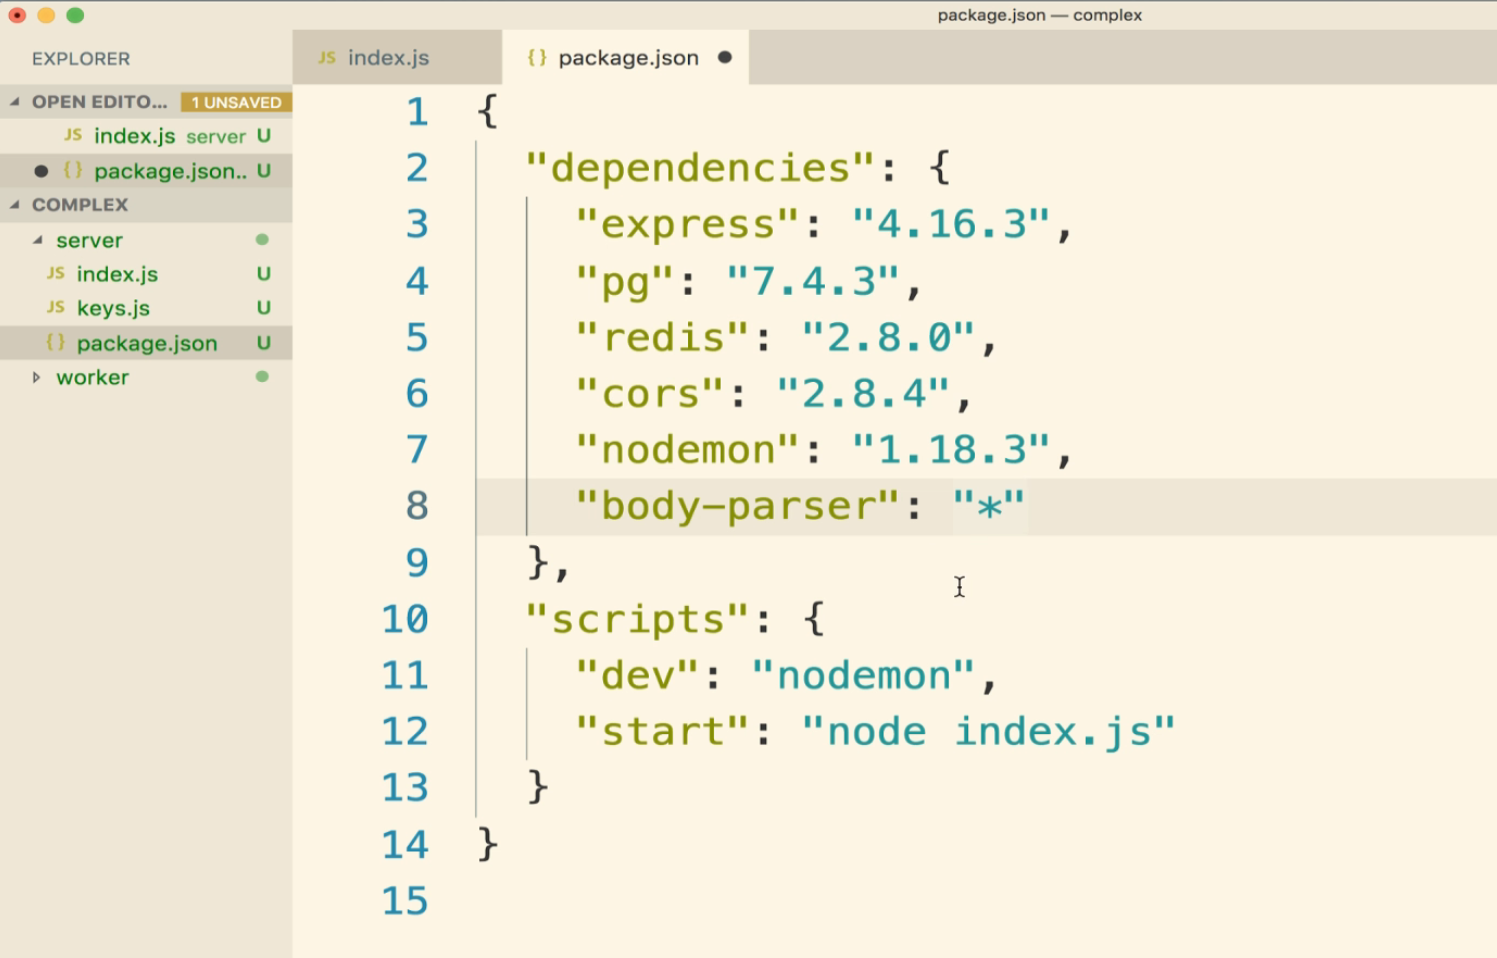 package.json — complex
EXPLORER
OPEN EDITO... 1 UNSAVED
JS index.js server U
{} package.json.. U
COMPLEX
server
JS index.js U
JS keys.js U
{} package.json U
worker
JS index.js
{} package.json
1 {
2 "dependencies": {
3 "express": "4.16.3",
4 "pg": "7.4.3",
5 "redis": "2.8.0",
6 "cors": "2.8.4",
7 "nodemon": "1.18.3",
8 "body-parser": "*"
9 },
10 "scripts": {
11 "dev": "nodemon",
12 "start": "node index.js"
13 }
14 }
15